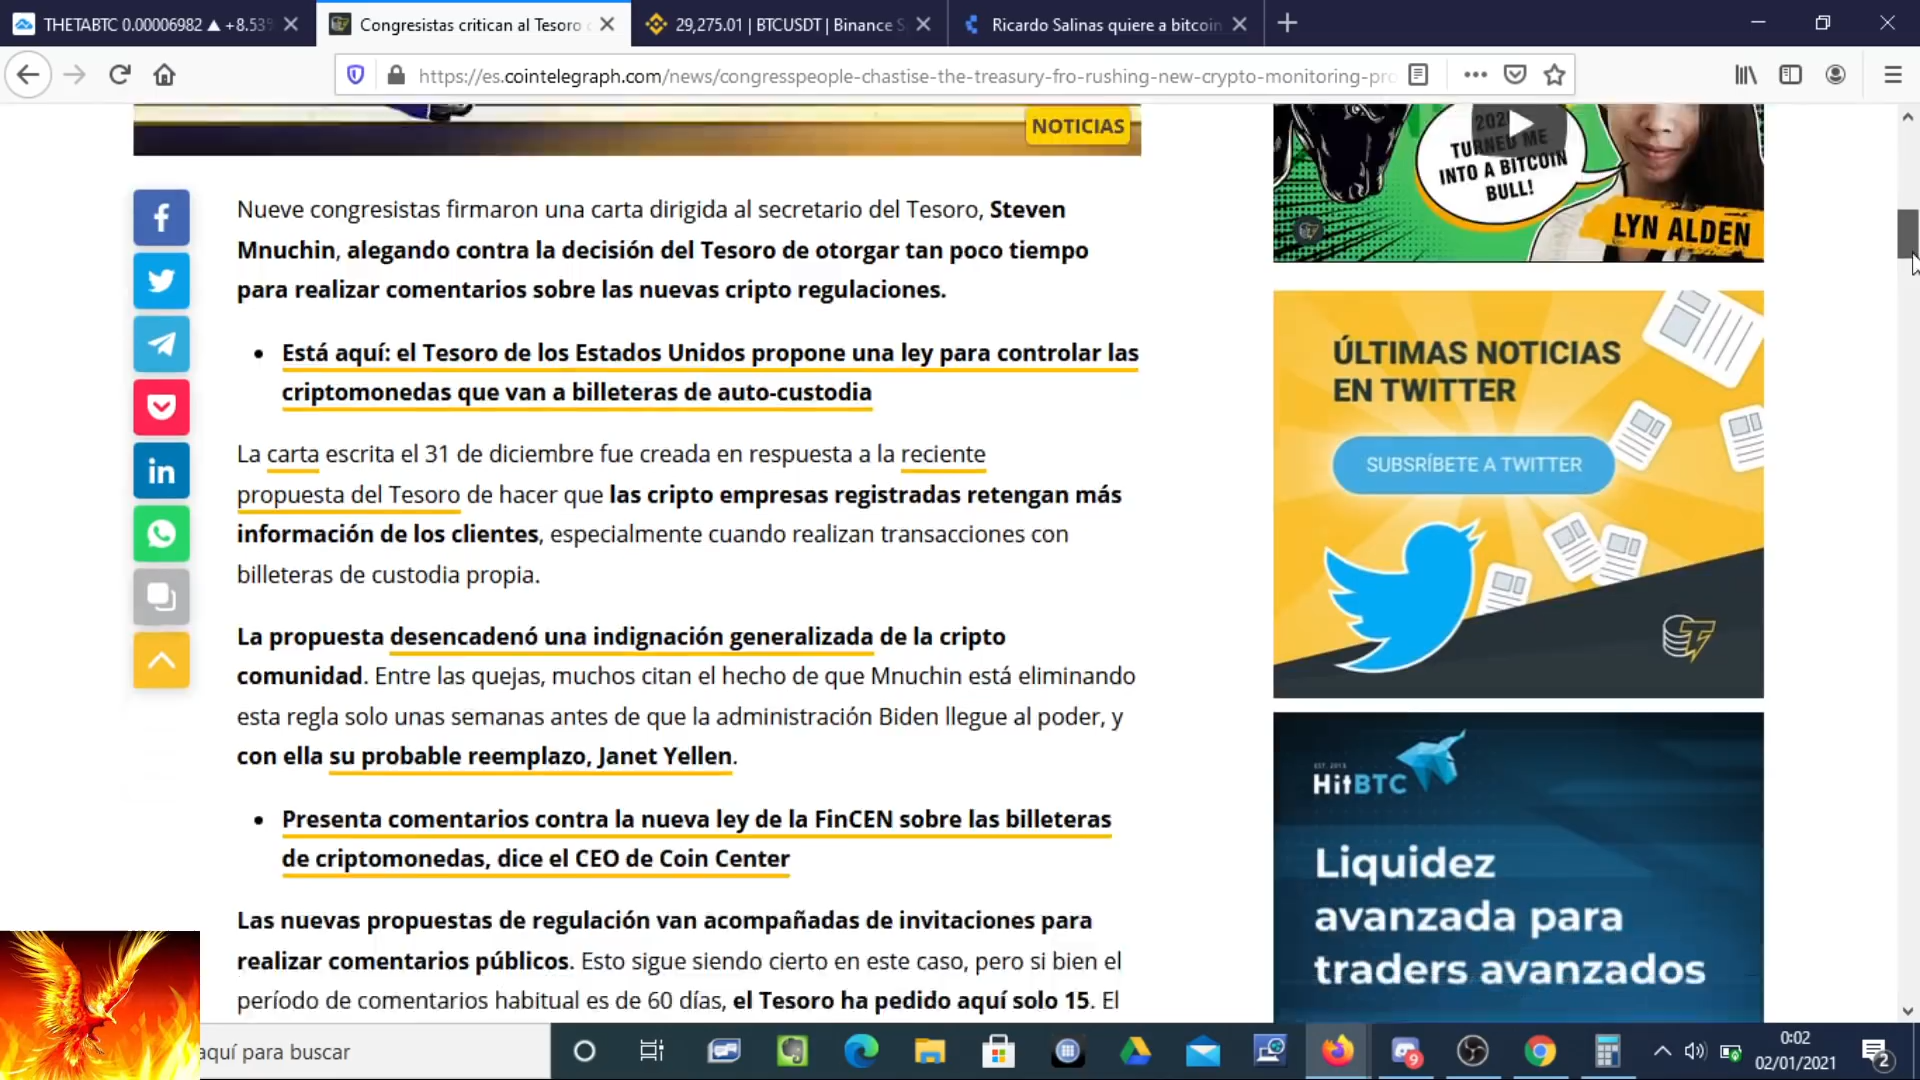 THETABTC 0.00006982 ▲ +8.53%
Congresistas critican al Tesoro
29,275.01 | BTCUSDT | Binance S
Ricardo Salinas quiere a bitcoin
https://es.cointelegraph.com/news/congresspeople-chastise-the-treasury-fro-rushing-new-crypto-monitoring-pro
NOTICIAS
2020
TURNED ME
INTO A BITCOIN
BULL!
LYN ALDEN
Nueve congresistas firmaron una carta dirigida al secretario del Tesoro, Steven
Mnuchin, alegando contra la decisión del Tesoro de otorgar tan poco tiempo
para realizar comentarios sobre las nuevas cripto regulaciones.
• Está aquí: el Tesoro de los Estados Unidos propone una ley para controlar las
criptomonedas que van a billeteras de auto-custodia
La carta escrita el 31 de diciembre fue creada en respuesta a la reciente
propuesta del Tesoro de hacer que las cripto empresas registradas retengan más
información de los clientes, especialmente cuando realizan transacciones con
billeteras de custodia propia.
La propuesta desencadenó una indignación generalizada de la cripto
comunidad. Entre las quejas, muchos citan el hecho de que Mnuchin está eliminando
esta regla solo unas semanas antes de que la administración Biden llegue al poder, y
con ella su probable reemplazo, Janet Yellen.
• Presenta comentarios contra la nueva ley de la FinCEN sobre las billeteras
de criptomonedas, dice el CEO de Coin Center
Las nuevas propuestas de regulación van acompañadas de invitaciones para
realizar comentarios públicos. Esto sigue siendo cierto en este caso, pero si bien el
período de comentarios habitual es de 60 días, el Tesoro ha pedido aquí solo 15. El
ÚLTIMAS NOTICIAS
EN TWITTER
SUBSRÍBETE A TWITTER
EST. 2013
HitBTC
Liquidez
avanzada para
traders avanzados
aquí para buscar
9
0:02
02/01/2021
2